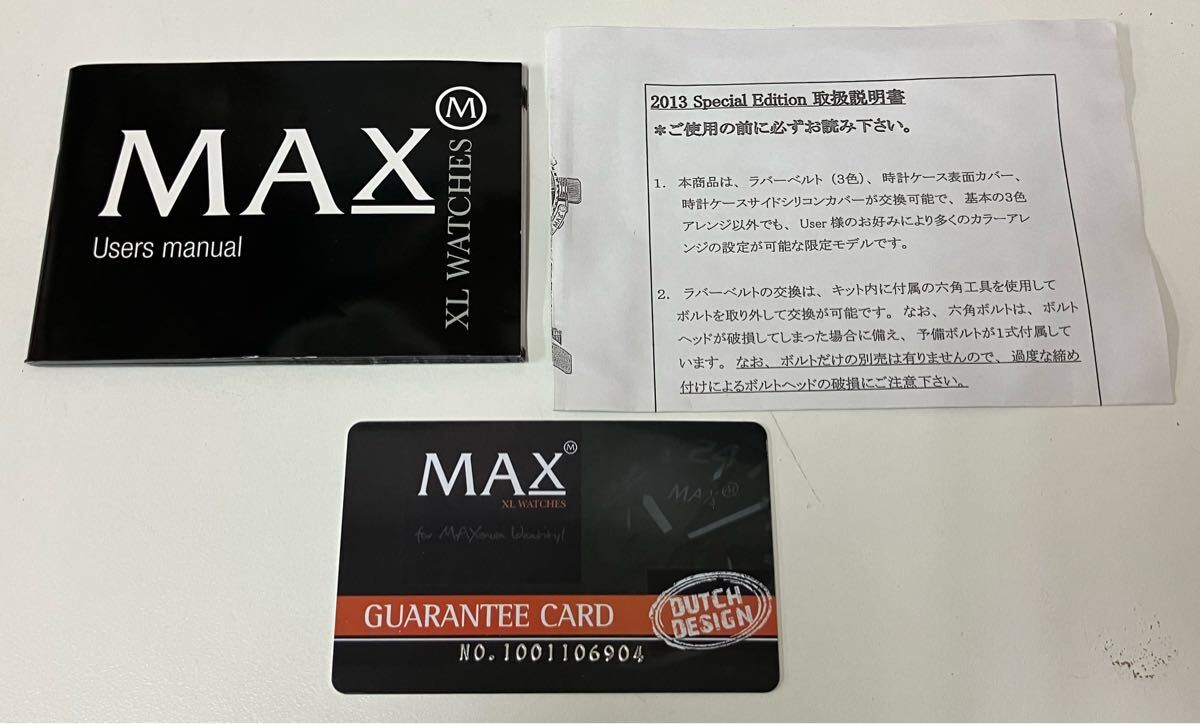 MAX
M
XL WATCHES
Users manual
2013 Special Edition 取扱説明書
*ご使用の前に必ずお読み下さい。
1. 本商品は、ラバーベルト(3色)、時計ケース表面カバー、
時計ケースサイドシリコンカバーが交換可能で、基本の3色
アレンジ以外でも、User 様のお好みにより多くのカラーアレ
ンジの設定が可能な限定モデルです。
2. ラバーベルトの交換は、キット内に付属の六角工具を使用して
ボルトを取り外して交換が可能です。なお、六角ボルトは、ボルト
ヘッドが破損してしまった場合に備え、予備ボルトが1式付属して
います。なお、ボルトだけの別売は有りませんので、過度な締め
付けによるボルトヘッドの破損にご注意下さい。
MAX M
XL WATCHES
for MAXimum Identity!
24
MAX M
GUARANTEE CARD
DUTCH
DESIGN
NO.1001106904